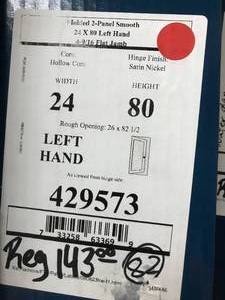 Molded 2-Panel Smooth
24 X 80 Left Hand
4-9/16 Flat Jamb
Core:
Hollow Core
Hinge Finish:
Satin Nickel
WIDTH
HEIGHT
24
80
Rough Opening: 26 x 82 1/2
LEFT
HAND
As viewed from hinge side
429573
7 33258 63369 9
Reg 143.00
82